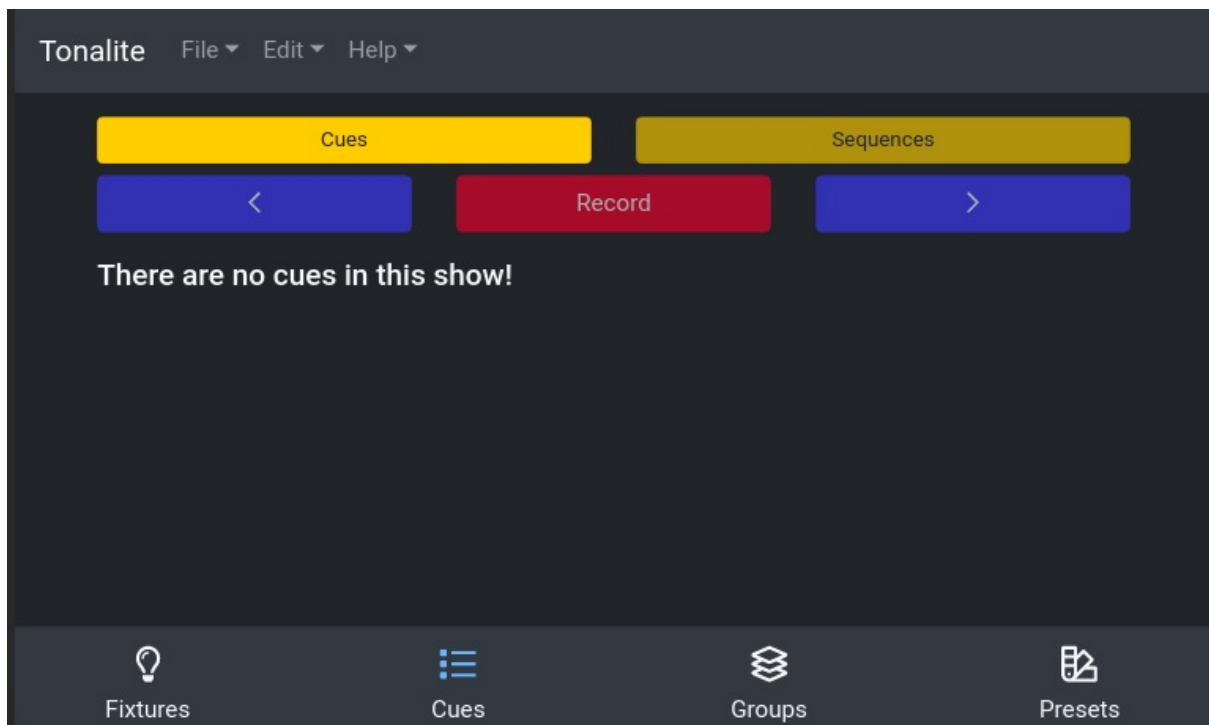 Tonalite File Edit Help
Cues Sequences
< Record >
There are no cues in this show!
Fixtures Cues Groups Presets